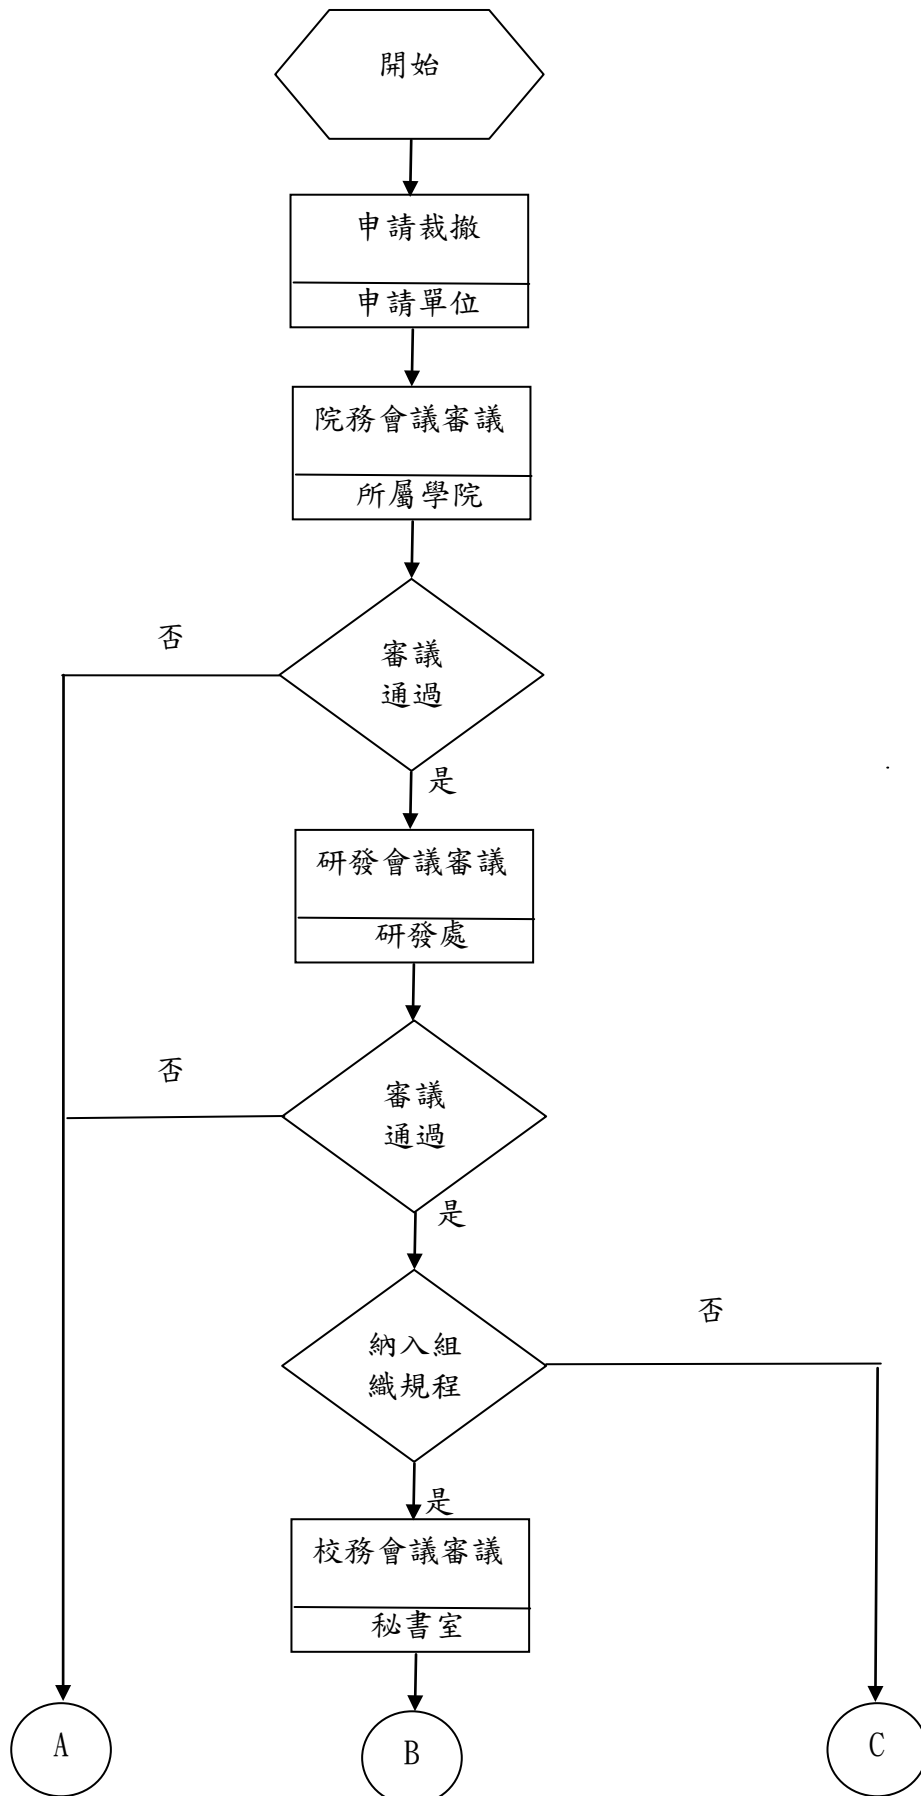 開始
申請裁撤
申請單位
院務會議審議
所屬學院
否
審議
通過
是
研發會議審議
研發處
否
審議
通過
是
否
納入組
織規程
是
校務會議審議
秘書室
A
B
C